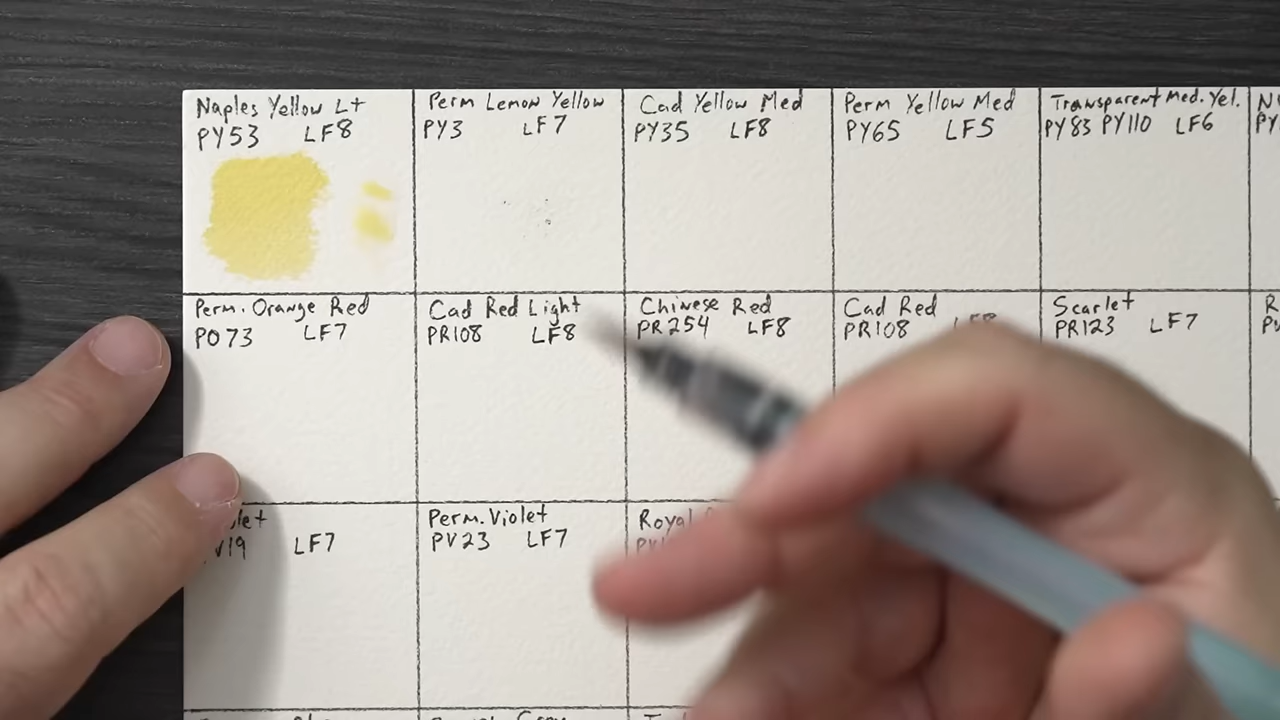 Naples Yellow Lt
PY53 LF8
Perm Lemon Yellow
PY3 LF7
Cad Yellow Med
PY35 LF8
Perm Yellow Med
PY65 LF5
Transparent Med. Yel.
PY83 PY110 LF6
Perm. Orange Red
PO73 LF7
Cad Red Light
PR108 LF8
Chinese Red
PR254 LF8
Cad Red
PR108 LF8
Scarlet
PR123 LF7
LF7
Perm. Violet
PV23 LF7
Royal